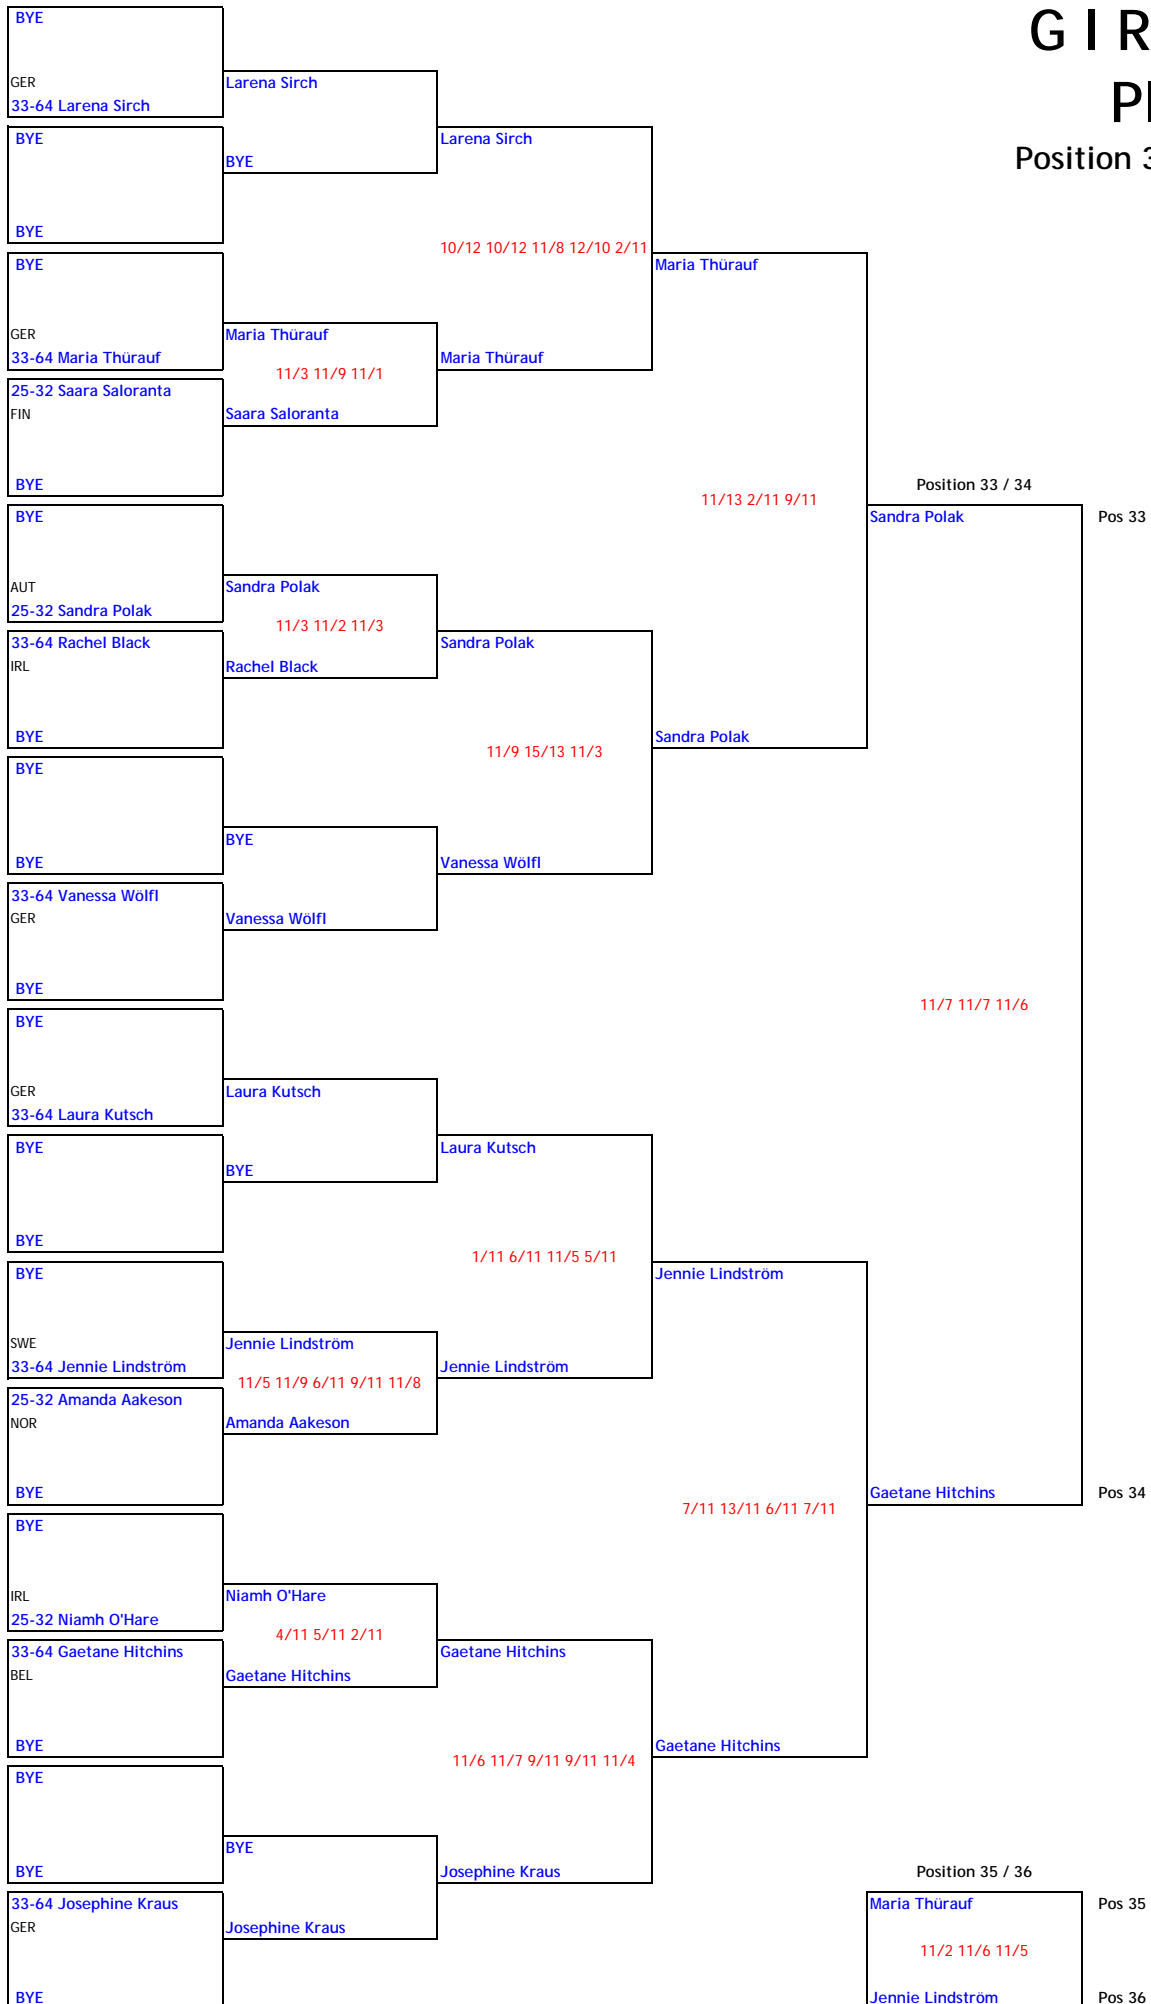 G I R
Position 3
BYE
GER
33-64 Larena Sirch
BYE
BYE
BYE
GER
33-64 Maria Thürauf
25-32 Saara Saloranta
FIN
BYE
BYE
AUT
25-32 Sandra Polak
33-64 Rachel Black
IRL
BYE
BYE
BYE
33-64 Vanessa Wölfl
GER
BYE
BYE
GER
33-64 Laura Kutsch
BYE
BYE
BYE
SWE
33-64 Jennie Lindström
25-32 Amanda Aakeson
NOR
BYE
BYE
IRL
25-32 Niamh O'Hare
33-64 Gaetane Hitchins
BEL
BYE
BYE
BYE
33-64 Josephine Kraus
GER
BYE
Larena Sirch
BYE
Maria Thürauf
11/3 11/9 11/1
Saara Saloranta
Sandra Polak
11/3 11/2 11/3
Rachel Black
BYE
Vanessa Wölfl
Laura Kutsch
BYE
Jennie Lindström
11/5 11/9 6/11 9/11 11/8
Amanda Aakeson
Niamh O'Hare
4/11 5/11 2/11
Gaetane Hitchins
BYE
Josephine Kraus
Larena Sirch
10/12 10/12 11/8 12/10 2/11
Maria Thürauf
Sandra Polak
11/9 15/13 11/3
Vanessa Wölfl
Laura Kutsch
1/11 6/11 11/5 5/11
Jennie Lindström
Gaetane Hitchins
11/6 11/7 9/11 9/11 11/4
Josephine Kraus
Maria Thürauf
11/13 2/11 9/11
Sandra Polak
Jennie Lindström
7/11 13/11 6/11 7/11
Gaetane Hitchins
Position 33 / 34
Sandra Polak
Pos 33
11/7 11/7 11/6
Gaetane Hitchins
Pos 34
Position 35 / 36
Maria Thürauf
Pos 35
11/2 11/6 11/5
Jennie Lindström
Pos 36